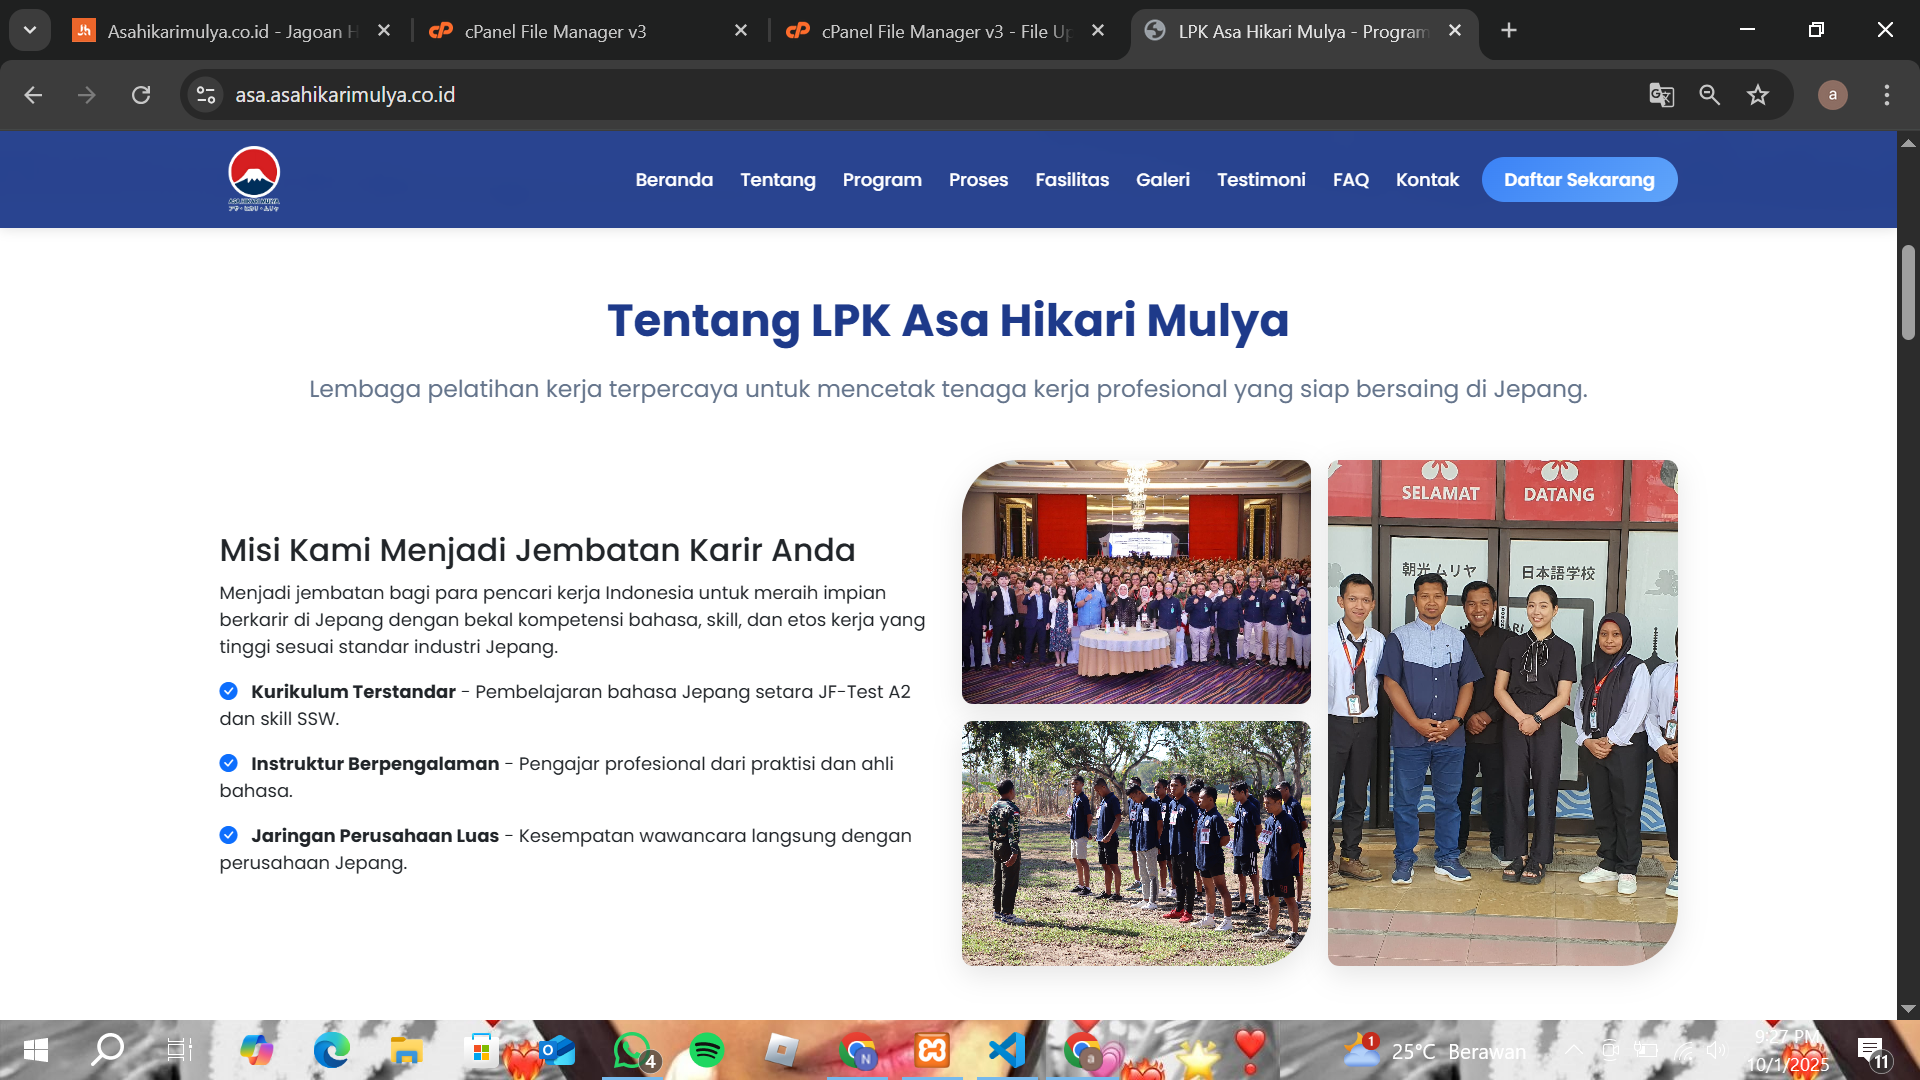 Asahikarimulya.co.id - Jagoan H
cPanel File Manager v3
cPanel File Manager v3 - File Up
LPK Asa Hikari Mulya - Program
asa.asahikarimulya.co.id
a
ASA HIKARI MULYA
Beranda
Tentang
Program
Proses
Fasilitas
Galeri
Testimoni
FAQ
Kontak
Daftar Sekarang
Tentang LPK Asa Hikari Mulya
Lembaga pelatihan kerja terpercaya untuk mencetak tenaga kerja profesional yang siap bersaing di Jepang.
Misi Kami Menjadi Jembatan Karir Anda
Menjadi jembatan bagi para pencari kerja Indonesia untuk meraih impian
berkarir di Jepang dengan bekal kompetensi bahasa, skill, dan etos kerja yang
tinggi sesuai standar industri Jepang.
Kurikulum Terstandar - Pembelajaran bahasa Jepang setara JF-Test A2
dan skill SSW.
Instruktur Berpengalaman - Pengajar profesional dari praktisi dan ahli
bahasa.
Jaringan Perusahaan Luas - Kesempatan wawancara langsung dengan
perusahaan Jepang.
SELAMAT DATANG
朝光 ムリヤ 日本語学校
4
N
a
1
25°C Berawan
9:27 PM
10/1/2025
11